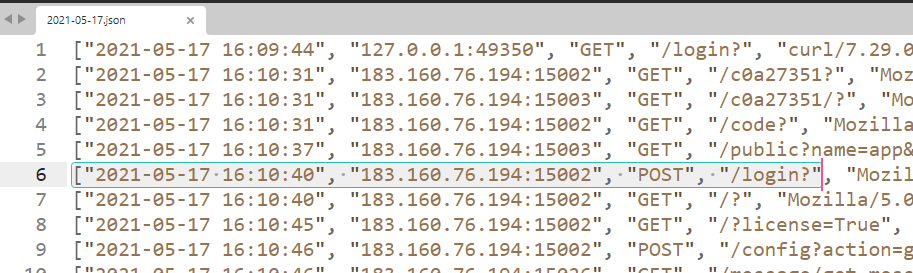 2021-05-17.json ×
1 ["2021-05-17 16:09:44", "127.0.0.1:49350", "GET", "/login?", "curl/7.29.0
2 ["2021-05-17 16:10:31", "183.160.76.194:15002", "GET", "/c0a27351?", "Moz
3 ["2021-05-17 16:10:31", "183.160.76.194:15003", "GET", "/c0a27351/?", "Mo
4 ["2021-05-17 16:10:31", "183.160.76.194:15002", "GET", "/code?", "Mozilla
5 ["2021-05-17 16:10:37", "183.160.76.194:15003", "GET", "/public?name=app&
6 ["2021-05-17 16:10:40", "183.160.76.194:15002", "POST", "/login?", "Mozil
7 ["2021-05-17 16:10:40", "183.160.76.194:15002", "GET", "/?", "Mozilla/5.0
8 ["2021-05-17 16:10:45", "183.160.76.194:15002", "GET", "/?license=True",
9 ["2021-05-17 16:10:46", "183.160.76.194:15002", "POST", "/config?action=g